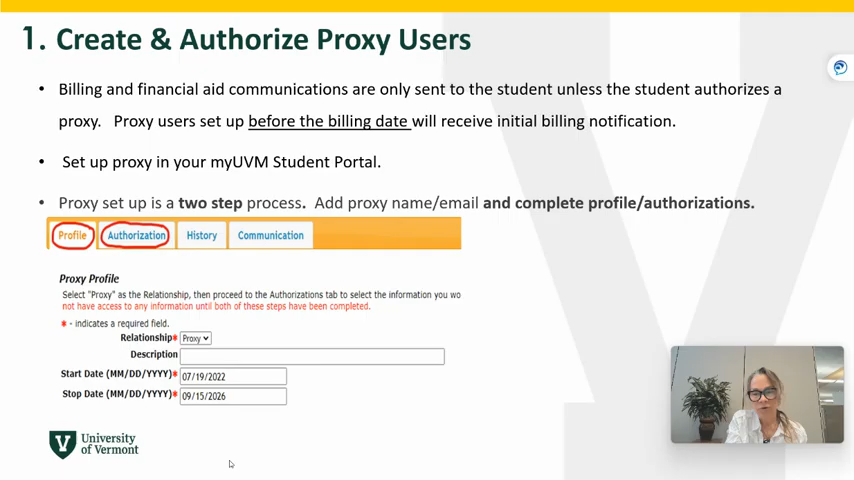 1. Create & Authorize Proxy Users
• Billing and financial aid communications are only sent to the student unless the student authorizes a
proxy. Proxy users set up before the billing date will receive initial billing notification.
• Set up proxy in your myUVM Student Portal.
• Proxy set up is a two step process. Add proxy name/email and complete profile/authorizations.
Profile Authorization History Communication
Proxy Profile
Select "Proxy" as the Relationship, then proceed to the Authorizations tab to select the information you wo
not have access to any information until both of these steps have been completed.
* - indicates a required field.
Relationship* Proxy
Description
Start Date (MM/DD/YYYY)* 07/19/2022
Stop Date (MM/DD/YYYY)* 09/15/2026
University
of Vermont